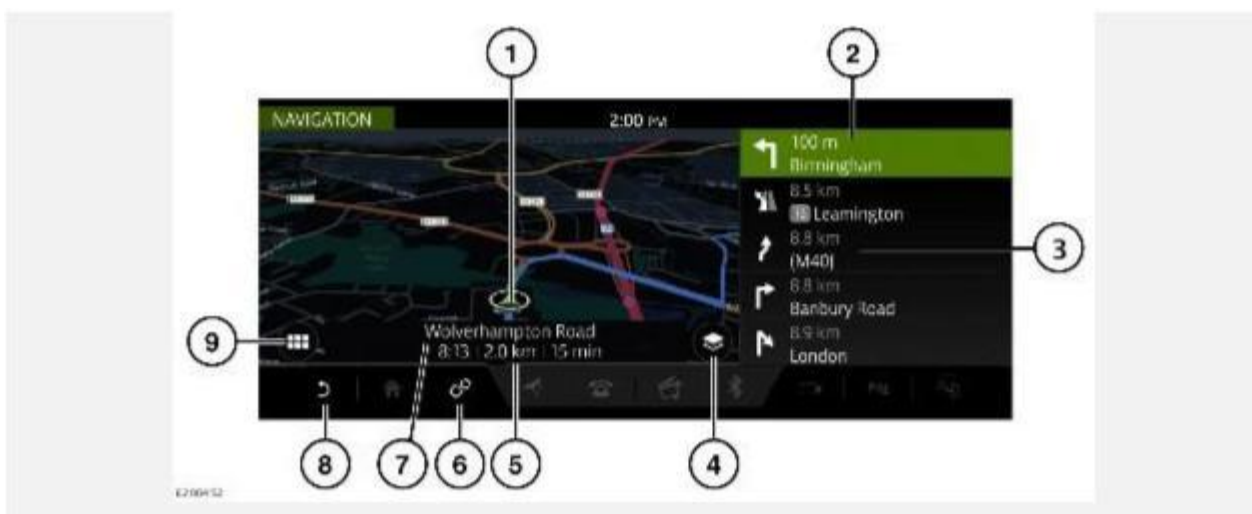 1
2
NAVIGATION
2:00 PM
100 m
Birmingham
8.5 km
12 Leamington
8.8 km
(M40)
3
8.8 km
Banbury Road
8.9 km
London
9
Wolverhampton Road
8:13 | 2.0 km | 15 min
8
7
6
5
4